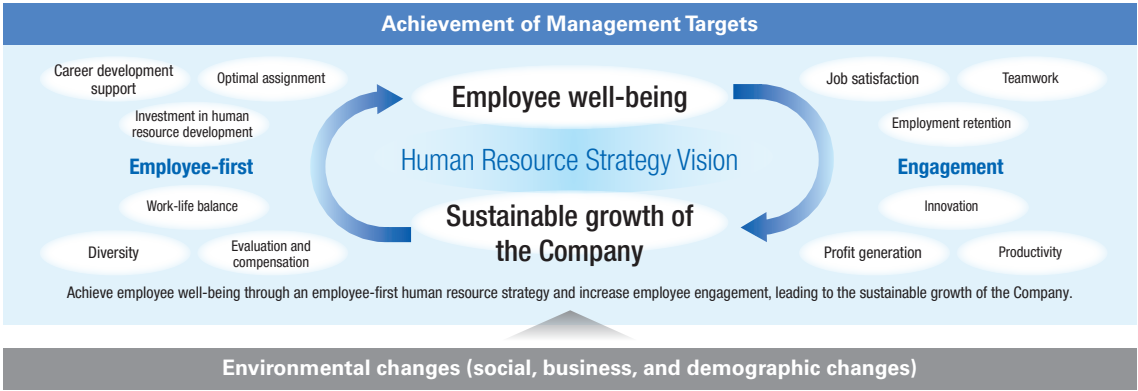 Achievement of Management Targets
Career development
support
Optimal assignment
Investment in human
resource development
Employee-first
Work-life balance
Diversity
Evaluation and
compensation
Employee well-being
Human Resource Strategy Vision
Sustainable growth of
the Company
Job satisfaction
Teamwork
Employment retention
Engagement
Innovation
Profit generation
Productivity
Achieve employee well-being through an employee-first human resource strategy and increase employee engagement, leading to the sustainable growth of the Company.
Environmental changes (social, business, and demographic changes)